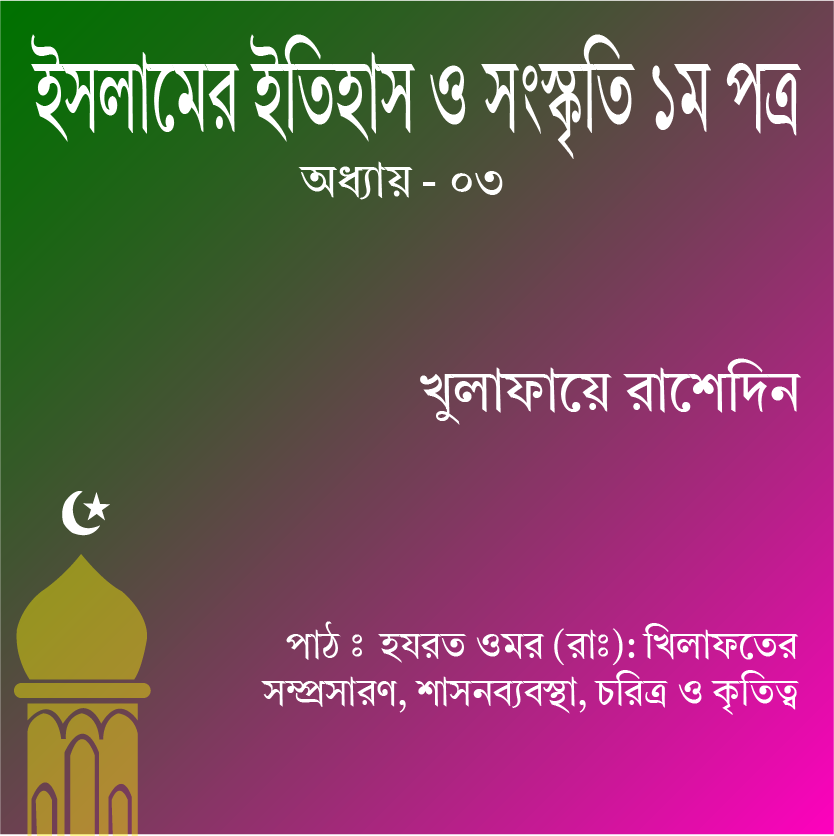 ইসলামের ইতিহাস ও সংস্কৃতি ১ম পত্র
অধ্যায় - ০৩
খুলাফায়ে রাশেদিন
পাঠ ঃ হযরত ওমর (রাঃ): খিলাফতের
সম্প্রসারণ, শাসনব্যবস্থা, চরিত্র ও কৃতিত্ব